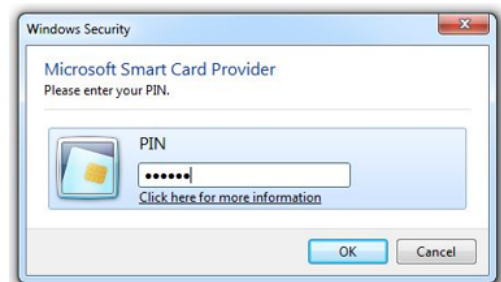 Windows Security
Microsoft Smart Card Provider
Please enter your PIN.
PIN
••••••
Click here for more information
OK
Cancel